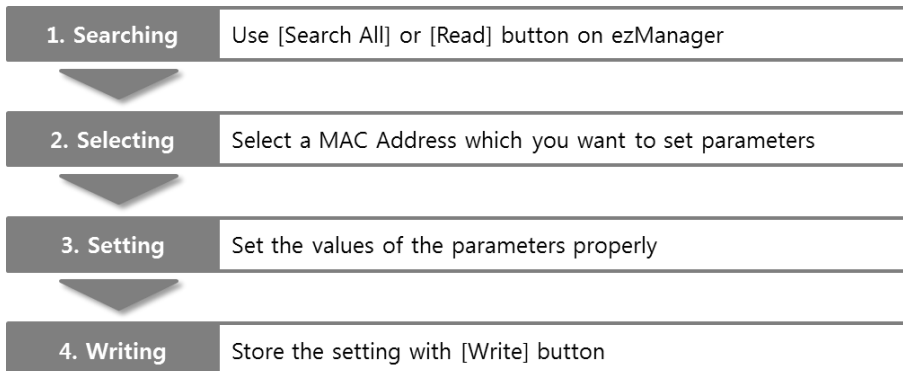 1. Searching Use [Search All] or [Read] button on ezManager
2. Selecting Select a MAC Address which you want to set parameters
3. Setting Set the values of the parameters properly
4. Writing Store the setting with [Write] button